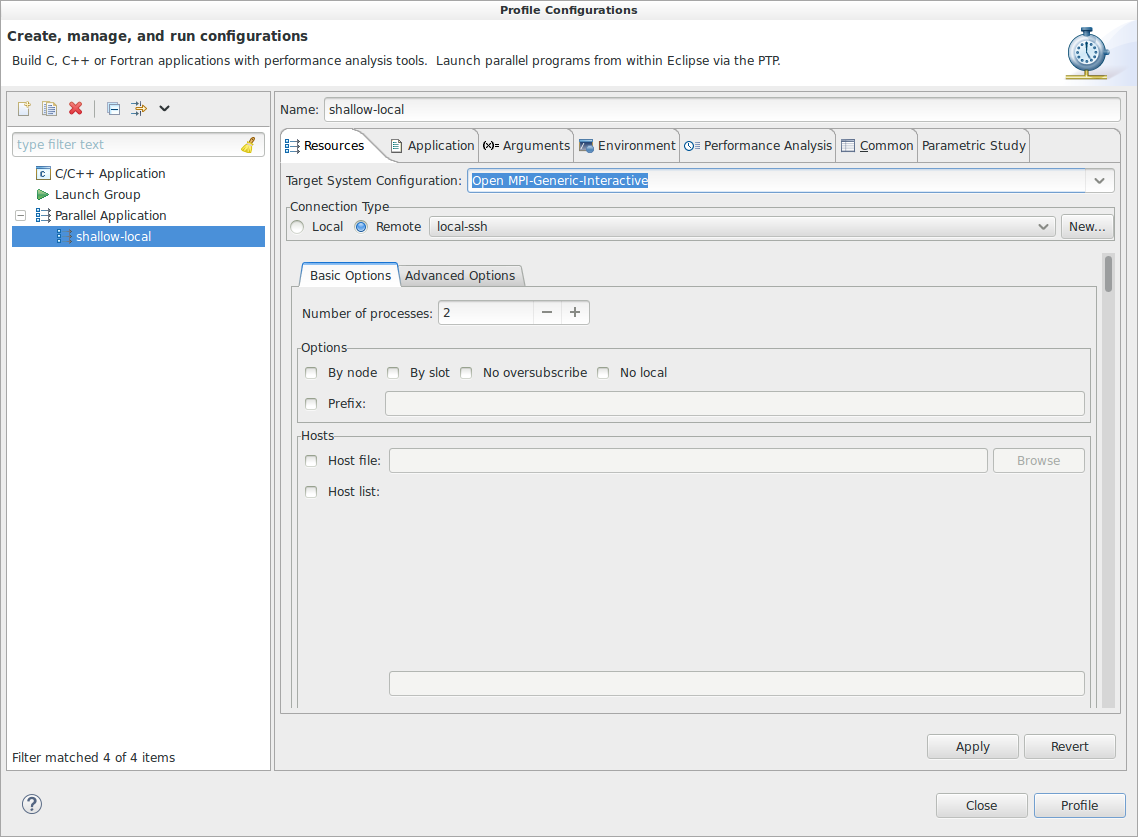 Profile Configurations
Create, manage, and run configurations
Build C, C++ or Fortran applications with performance analysis tools.  Launch parallel programs from within Eclipse via the PTP.
type filter text
C/C++ Application
Launch Group
Parallel Application
shallow-local
Filter matched 4 of 4 items
Name: shallow-local
Resources Application (x)= Arguments Environment Performance Analysis Common Parametric Study
Target System Configuration: Open MPI-Generic-Interactive
Connection Type
Local Remote local-ssh New...
Basic Options Advanced Options
Number of processes: 2 − +
Options
By node By slot No oversubscribe No local
Prefix:
Hosts
Host file: Browse
Host list:
Apply Revert
? Close Profile